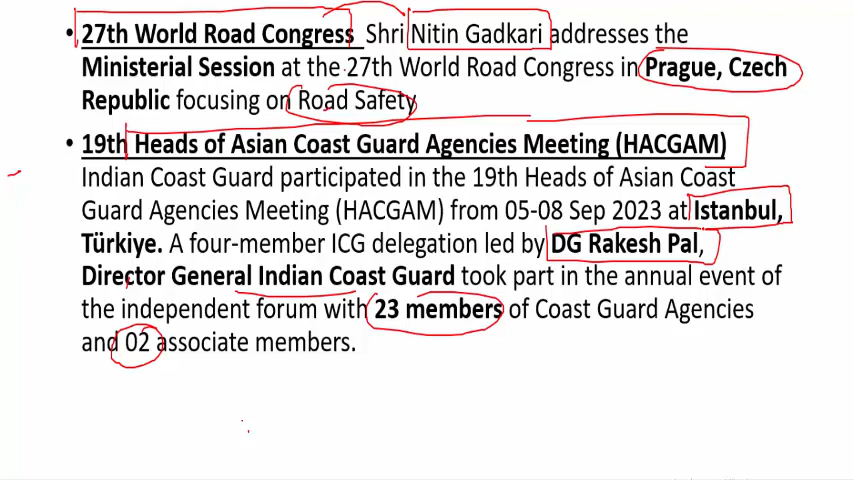 • 27th World Road Congress Shri Nitin Gadkari addresses the
Ministerial Session at the 27th World Road Congress in Prague, Czech
Republic focusing on Road Safety
• 19th Heads of Asian Coast Guard Agencies Meeting (HACGAM)
Indian Coast Guard participated in the 19th Heads of Asian Coast
Guard Agencies Meeting (HACGAM) from 05-08 Sep 2023 at Istanbul,
Türkiye. A four-member ICG delegation led by DG Rakesh Pal,
Director General Indian Coast Guard took part in the annual event of
the independent forum with 23 members of Coast Guard Agencies
and 02 associate members.